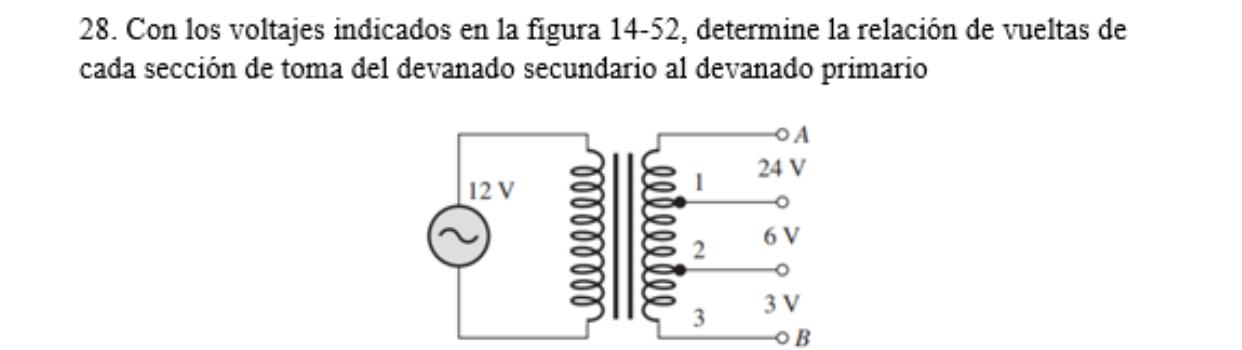 28. Con los voltajes indicados en la figura 14-52, determine la relación de vueltas de
cada sección de toma del devanado secundario al devanado primario
A
24 V
1
12 V
6 V
2
3 V
3
B